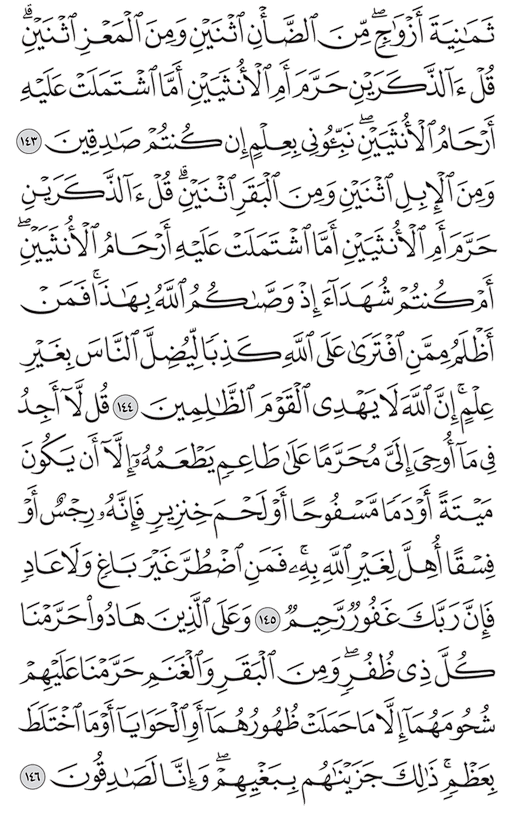 ثَمَٰنِيَةَ أَزۡوَٰجٖۖ مِّنَ ٱلضَّأۡنِ ٱثۡنَيۡنِ وَمِنَ ٱلۡمَعۡزِ ٱثۡنَيۡنِۗ
قُلۡ ءَآلذَّكَرَيۡنِ حَرَّمَ أَمِ ٱلۡأُنثَيَيۡنِ أَمَّا ٱشۡتَمَلَتۡ عَلَيۡهِ
أَرۡحَامُ ٱلۡأُنثَيَيۡنِۖ نَبِّـُٔونِي بِعِلۡمٍ إِن كُنتُمۡ صَٰدِقِينَ ١٤٣
وَمِنَ ٱلۡإِبِلِ ٱثۡنَيۡنِ وَمِنَ ٱلۡبَقَرِ ٱثۡنَيۡنِۗ قُلۡ ءَآلذَّكَرَيۡنِ
حَرَّمَ أَمِ ٱلۡأُنثَيَيۡنِ أَمَّا ٱشۡتَمَلَتۡ عَلَيۡهِ أَرۡحَامُ ٱلۡأُنثَيَيۡنِۖ
أَمۡ كُنتُمۡ شُهَدَآءَ إِذۡ وَصَّىٰكُمُ ٱللَّهُ بِهَٰذَاۚ فَمَنۡ
أَظۡلَمُ مِمَّنِ ٱفۡتَرَىٰ عَلَى ٱللَّهِ كَذِبٗا لِّيُضِلَّ ٱلنَّاسَ بِغَيۡرِ
عِلۡمٍۚ إِنَّ ٱللَّهَ لَا يَهۡدِي ٱلۡقَوۡمَ ٱلظَّٰلِمِينَ ١٤٤ قُل لَّآ أَجِدُ
فِي مَآ أُوحِيَ إِلَيَّ مُحَرَّمًا عَلَىٰ طَاعِمٖ يَطۡعَمُهُۥٓ إِلَّآ أَن يَكُونَ
مَيۡتَةً أَوۡ دَمٗا مَّسۡفُوحًا أَوۡ لَحۡمَ خِنزِيرٖ فَإِنَّهُۥ رِجۡسٌ أَوۡ
فِسۡقًا أُهِلَّ لِغَيۡرِ ٱللَّهِ بِهِۦۚ فَمَنِ ٱضۡطُرَّ غَيۡرَ بَاغٖ وَلَا عَادٖ
فَإِنَّ رَبَّكَ غَفُورٞ رَّحِيمٞ ١٤٥ وَعَلَى ٱلَّذِينَ هَادُواْ حَرَّمۡنَا
كُلَّ ذِي ظُفُرٖۖ وَمِنَ ٱلۡبَقَرِ وَٱلۡغَنَمِ حَرَّمۡنَا عَلَيۡهِمۡ
شُحُومَهُمَآ إِلَّا مَا حَمَلَتۡ ظُهُورُهُمَآ أَوِ ٱلۡحَوَايَآ أَوۡ مَا ٱخۡتَلَطَ
بِعَظۡمٖۚ ذَٰلِكَ جَزَيۡنَٰهُم بِبَغۡيِهِمۡۖ وَإِنَّا لَصَٰدِقُونَ ١٤٦